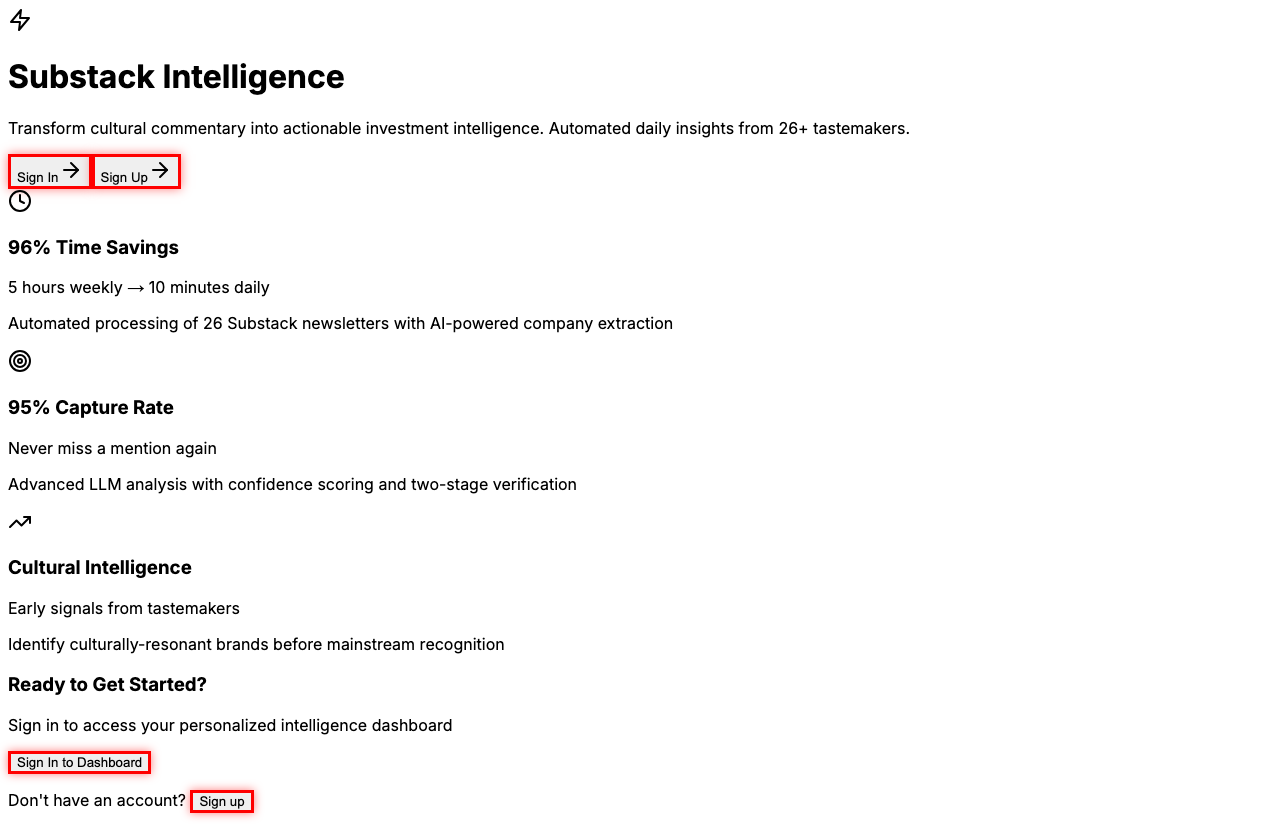 Substack Intelligence
Transform cultural commentary into actionable investment intelligence. Automated daily insights from 26+ tastemakers.
Sign In → Sign Up →
96% Time Savings
5 hours weekly → 10 minutes daily
Automated processing of 26 Substack newsletters with AI-powered company extraction
95% Capture Rate
Never miss a mention again
Advanced LLM analysis with confidence scoring and two-stage verification
Cultural Intelligence
Early signals from tastemakers
Identify culturally-resonant brands before mainstream recognition
Ready to Get Started?
Sign in to access your personalized intelligence dashboard
Sign In to Dashboard
Don't have an account? Sign up